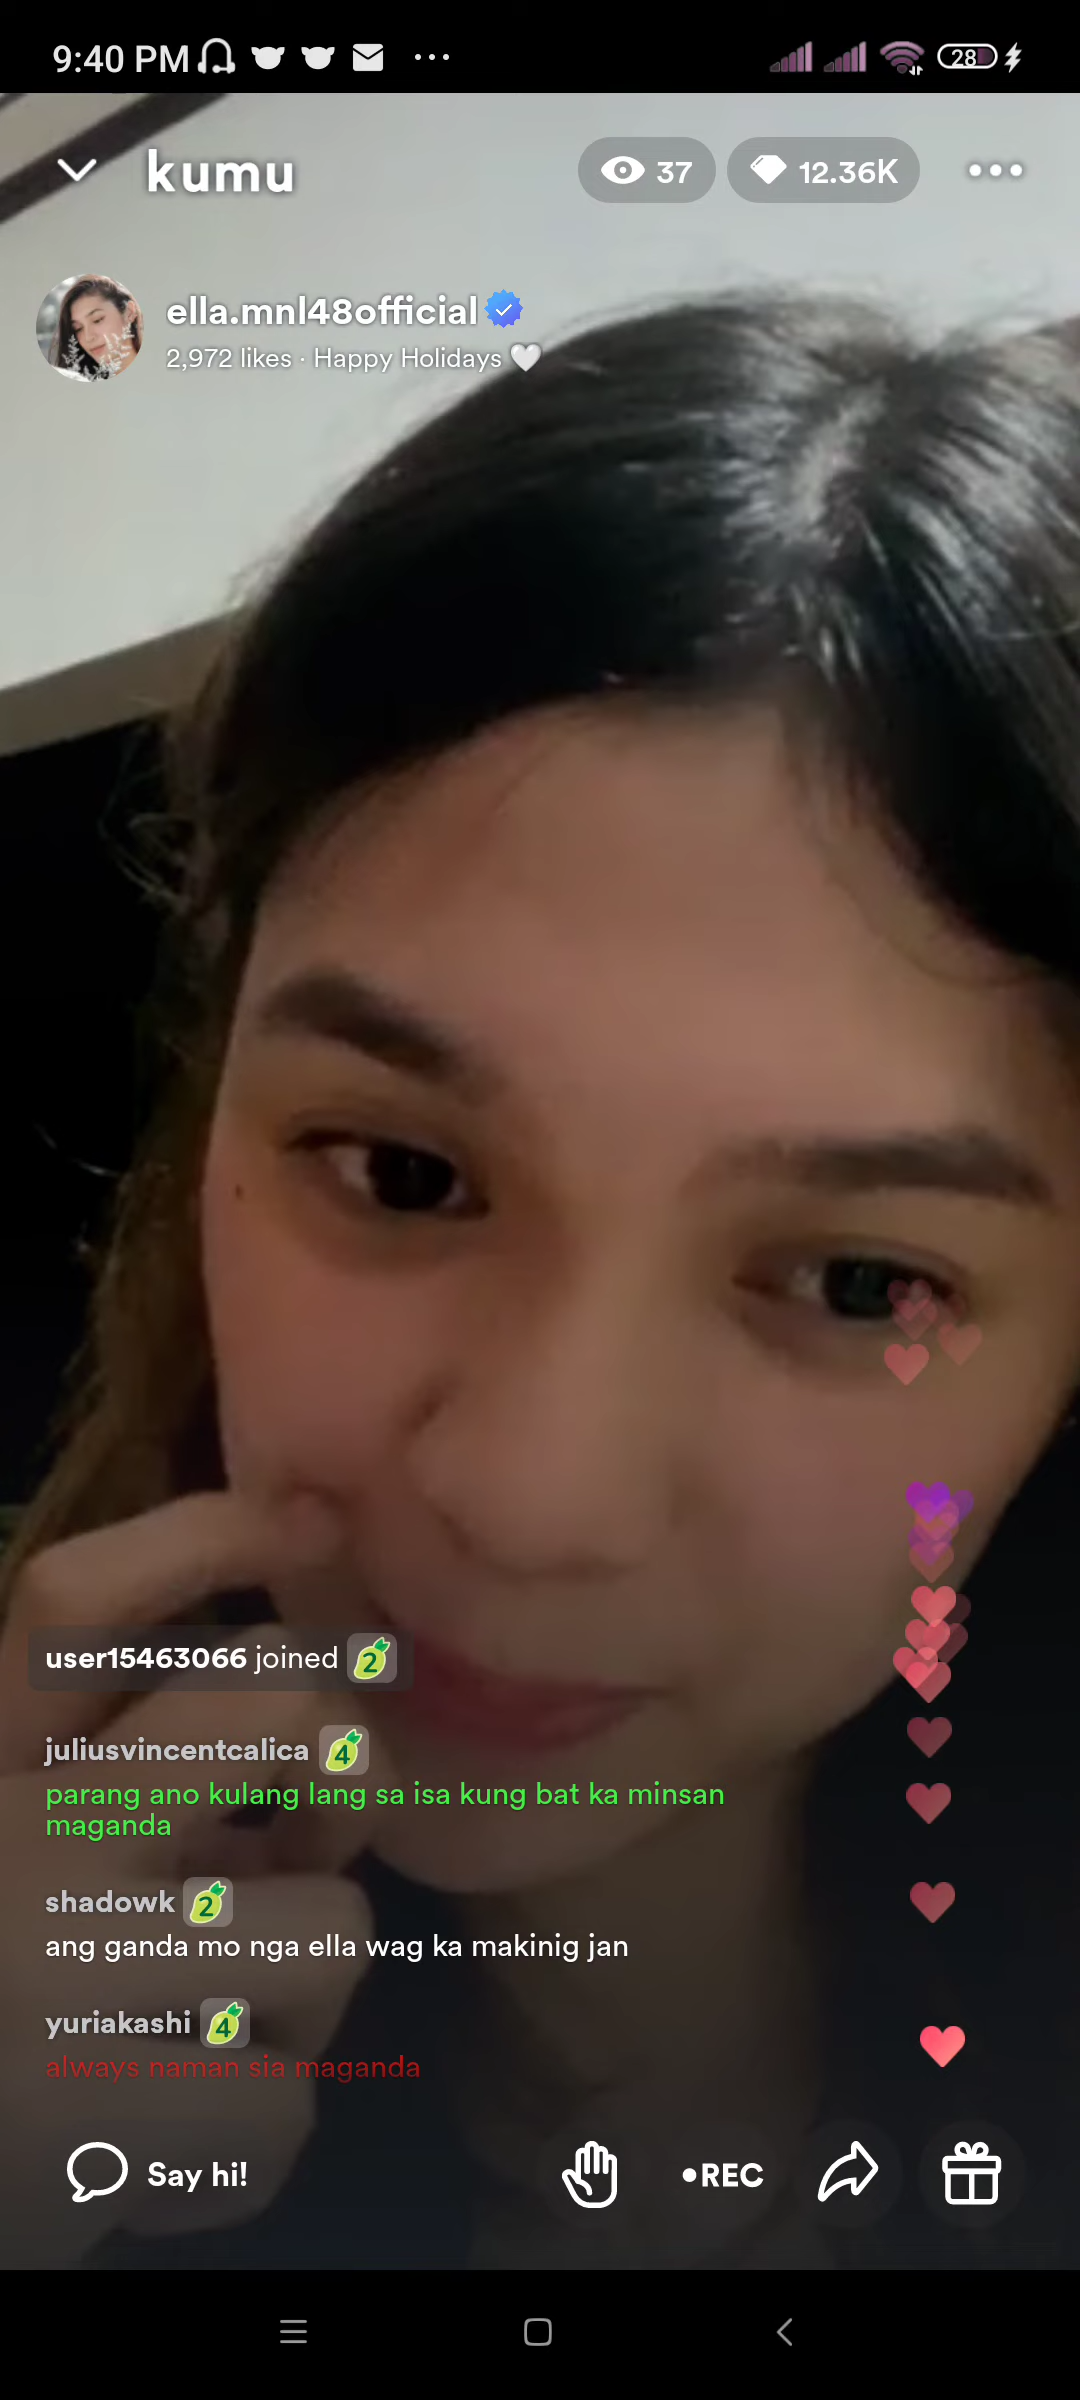 9:40 PM
28
kumu
37
12.36K
ella.mnl48official
2,972 likes · Happy Holidays 🤍
user15463066 joined 2
juliusvincentcalica 4
parang ano kulang lang sa isa kung bat ka minsan
maganda
shadowk 2
ang ganda mo nga ella wag ka makinig jan
yuriakashi 4
always naman sia maganda
Say hi!
•REC